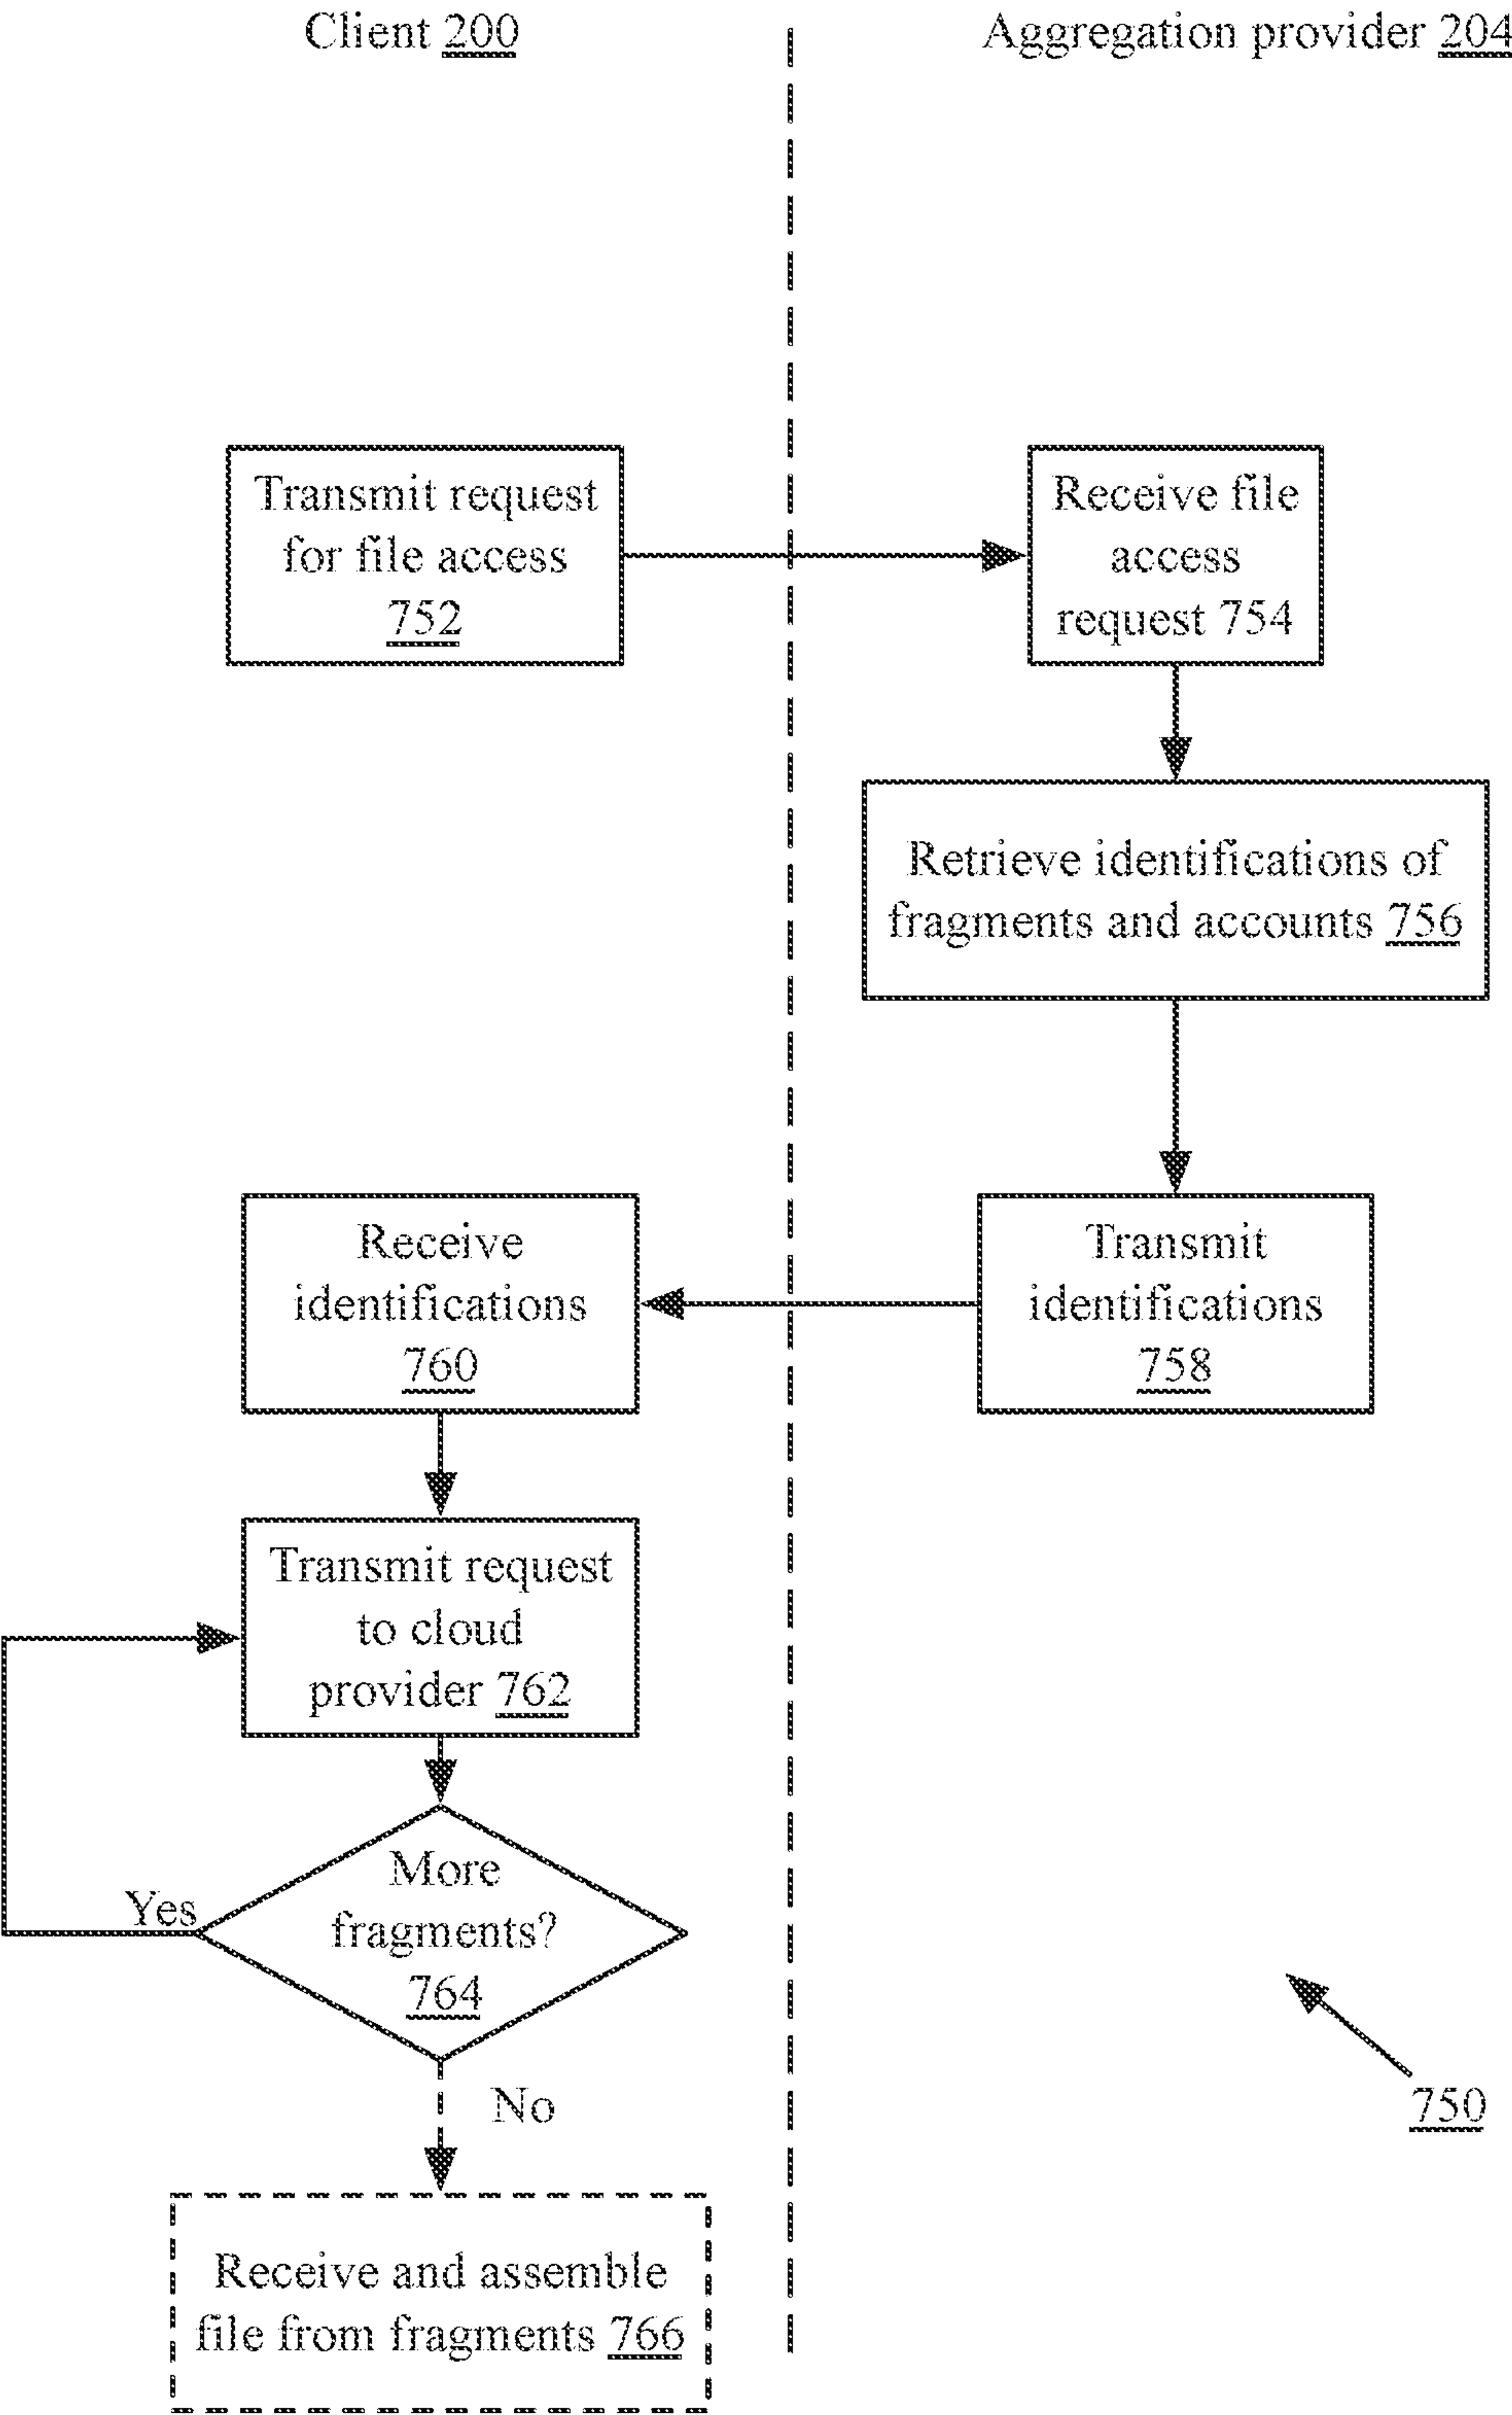 Client 200
Aggregation provider 204
Transmit request
for file access
752
Receive file
access
request 754
Retrieve identifications of
fragments and accounts 756
Transmit
identifications
758
Receive
identifications
760
Transmit request
to cloud
provider 762
More
fragments?
764
Yes
No
750
Receive and assemble
file from fragments 766